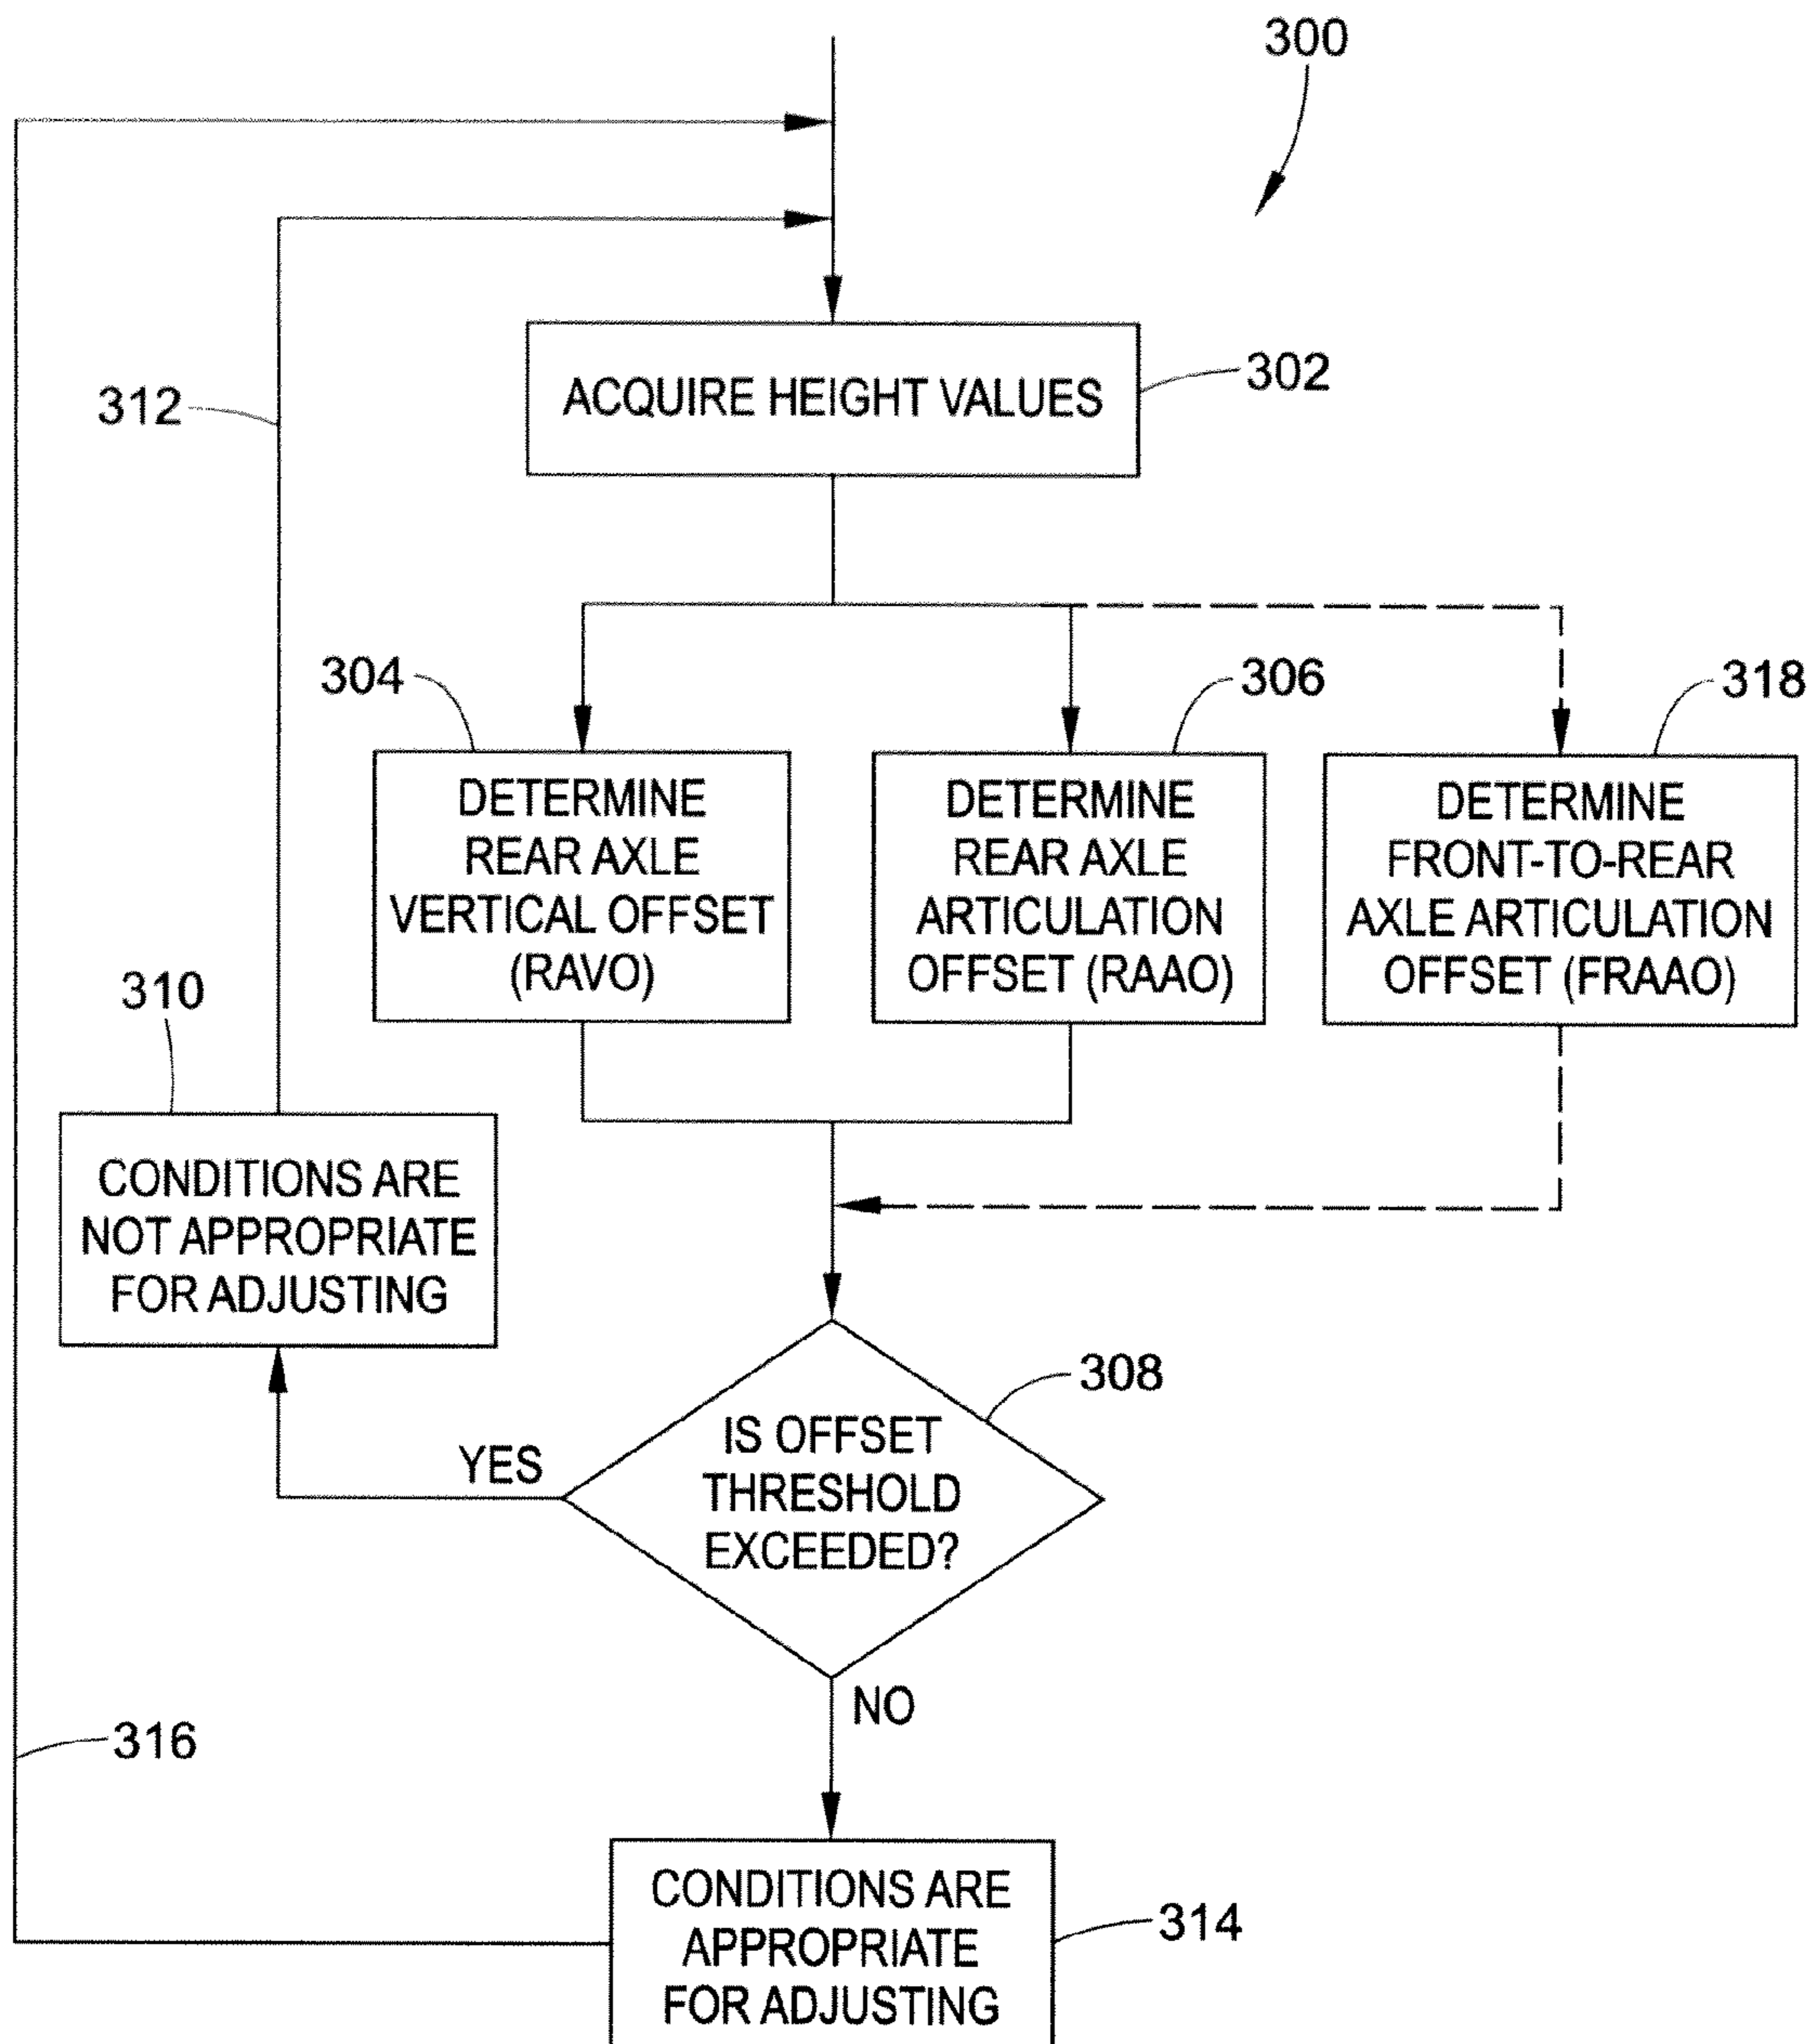 300
ACQUIRE HEIGHT VALUES
302
312
304
306
318
DETERMINE
REAR AXLE
VERTICAL OFFSET
(RAVO)
DETERMINE
REAR AXLE
ARTICULATION
OFFSET (RAAO)
DETERMINE
FRONT-TO-REAR
AXLE ARTICULATION
OFFSET (FRAAO)
310
CONDITIONS ARE
NOT APPROPRIATE
FOR ADJUSTING
308
IS OFFSET
THRESHOLD
EXCEEDED?
YES
NO
316
CONDITIONS ARE
APPROPRIATE
FOR ADJUSTING
314